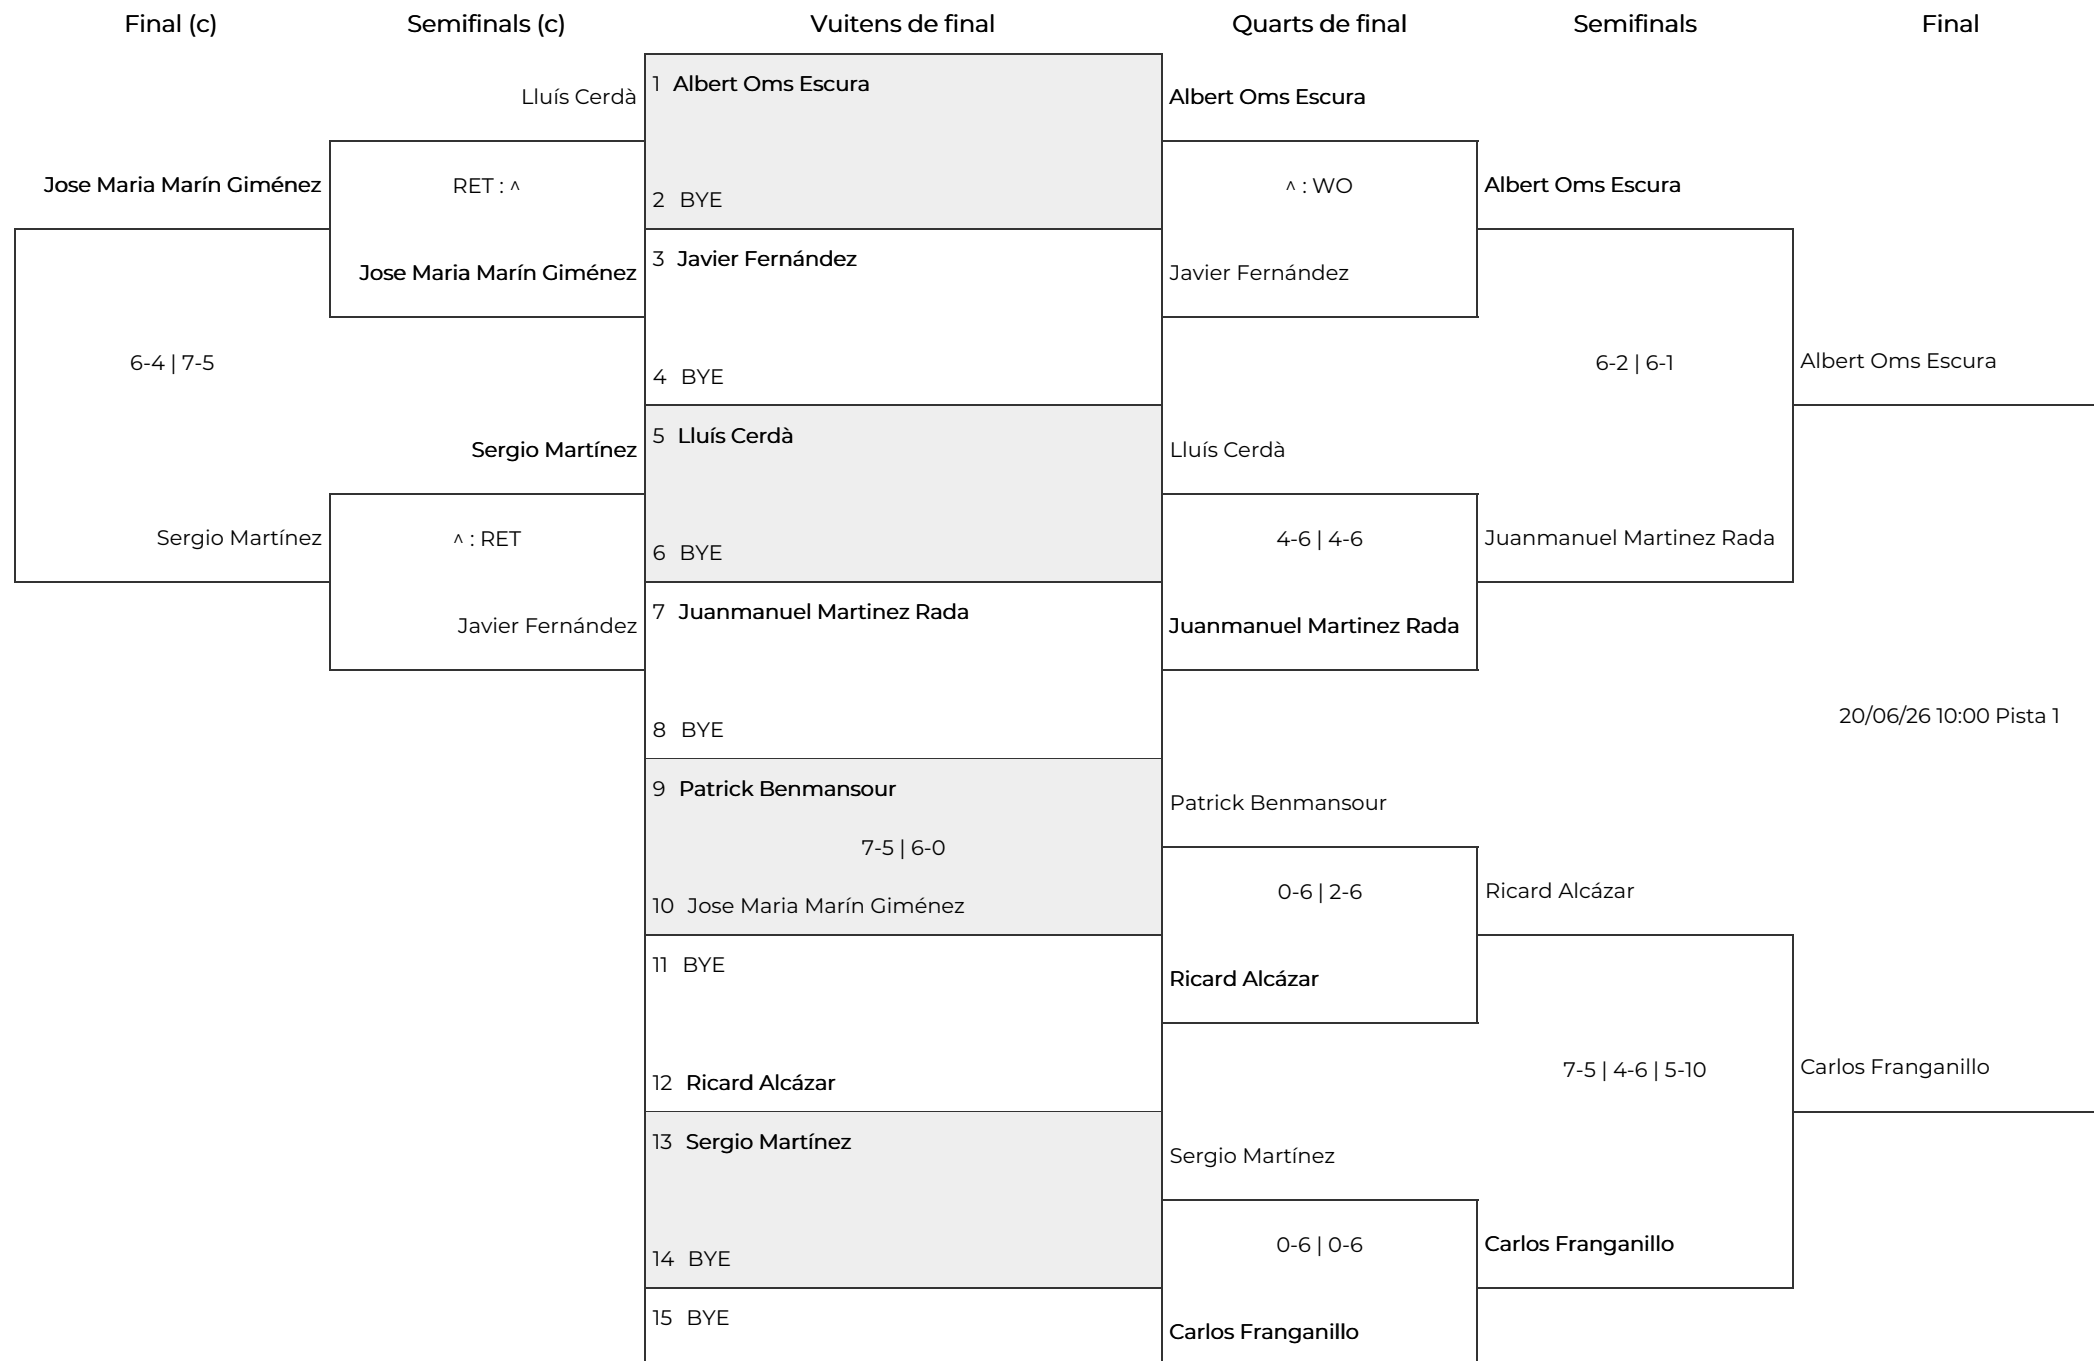 Final (c)
Semifinals (c)
Vuitens de final
Quarts de final
Semifinals
Final
Jose Maria Marín Giménez
6-4 | 7-5
Sergio Martínez
Lluís Cerdà
RET : ^
Jose Maria Marín Giménez
Sergio Martínez
^ : RET
Javier Fernández
1 Albert Oms Escura
2 BYE
3 Javier Fernández
4 BYE
5 Lluís Cerdà
6 BYE
7 Juanmanuel Martinez Rada
8 BYE
9 Patrick Benmansour
7-5 | 6-0
10 Jose Maria Marín Giménez
11 BYE
12 Ricard Alcázar
13 Sergio Martínez
14 BYE
15 BYE
Albert Oms Escura
^ : WO
Javier Fernández
Lluís Cerdà
4-6 | 4-6
Juanmanuel Martinez Rada
Patrick Benmansour
0-6 | 2-6
Ricard Alcázar
Sergio Martínez
0-6 | 0-6
Carlos Franganillo
Albert Oms Escura
6-2 | 6-1
Juanmanuel Martinez Rada
Ricard Alcázar
7-5 | 4-6 | 5-10
Carlos Franganillo
Albert Oms Escura
20/06/26 10:00 Pista 1
Carlos Franganillo